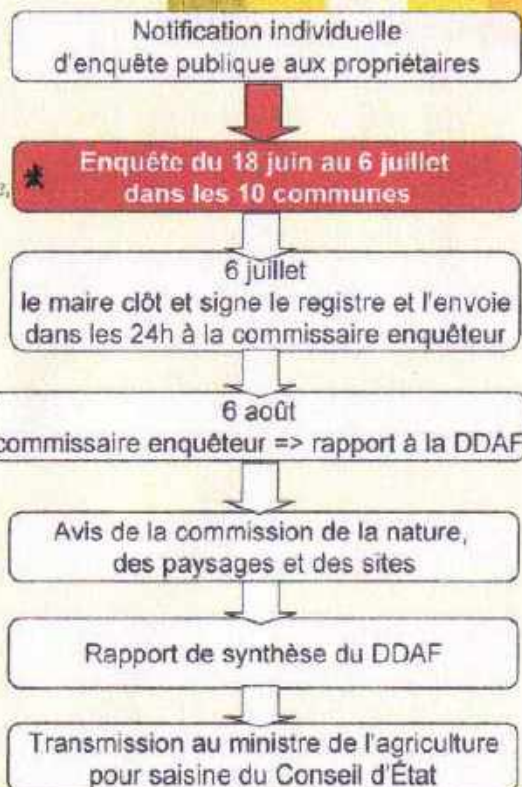 Notification individuelle
d'enquête publique aux propriétaires
Enquête du 18 juin au 6 juillet
dans les 10 communes
6 juillet
le maire clôt et signe le registre et l'envoie
dans les 24h à la commissaire enquêteur
6 août
commissaire enquêteur => rapport à la DDAF
Avis de la commission de la nature,
des paysages et des sites
Rapport de synthèse du DDAF
Transmission au ministre de l'agriculture
pour saisine du Conseil d'État